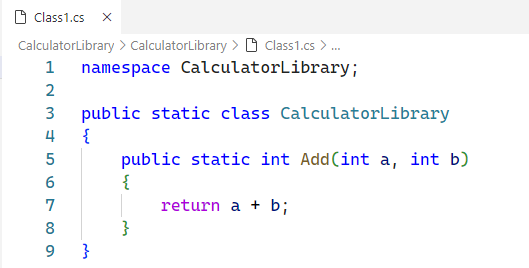 Class1.cs ×
CalculatorLibrary > CalculatorLibrary > Class1.cs > ...
1 namespace CalculatorLibrary;
2
3 public static class CalculatorLibrary
4 {
5     public static int Add(int a, int b)
6     {
7         return a + b;
8     }
9 }